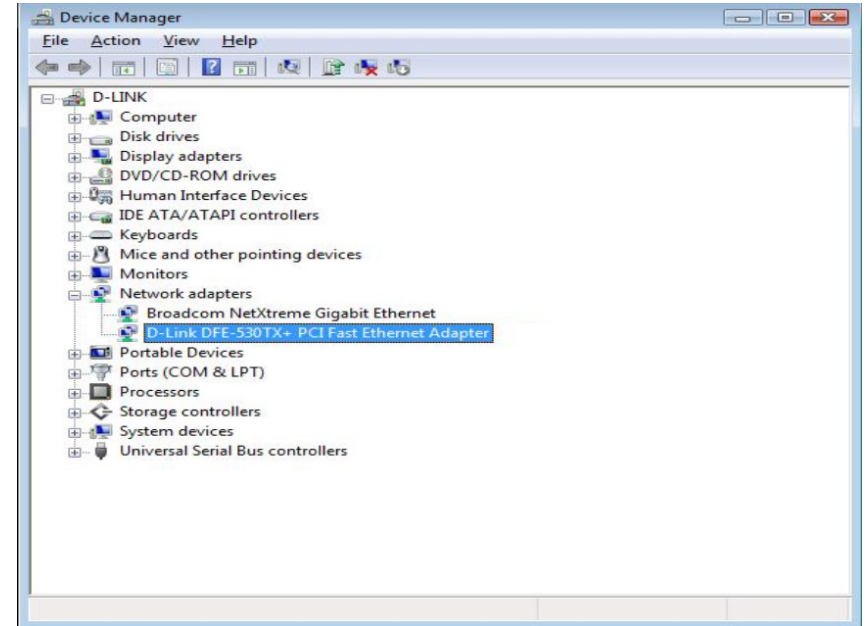 Device Manager
File Action View Help
D-LINK
Computer
Disk drives
Display adapters
DVD/CD-ROM drives
Human Interface Devices
IDE ATA/ATAPI controllers
Keyboards
Mice and other pointing devices
Monitors
Network adapters
Broadcom NetXtreme Gigabit Ethernet
D-Link DFE-530TX+ PCI Fast Ethernet Adapter
Portable Devices
Ports (COM & LPT)
Processors
Storage controllers
System devices
Universal Serial Bus controllers